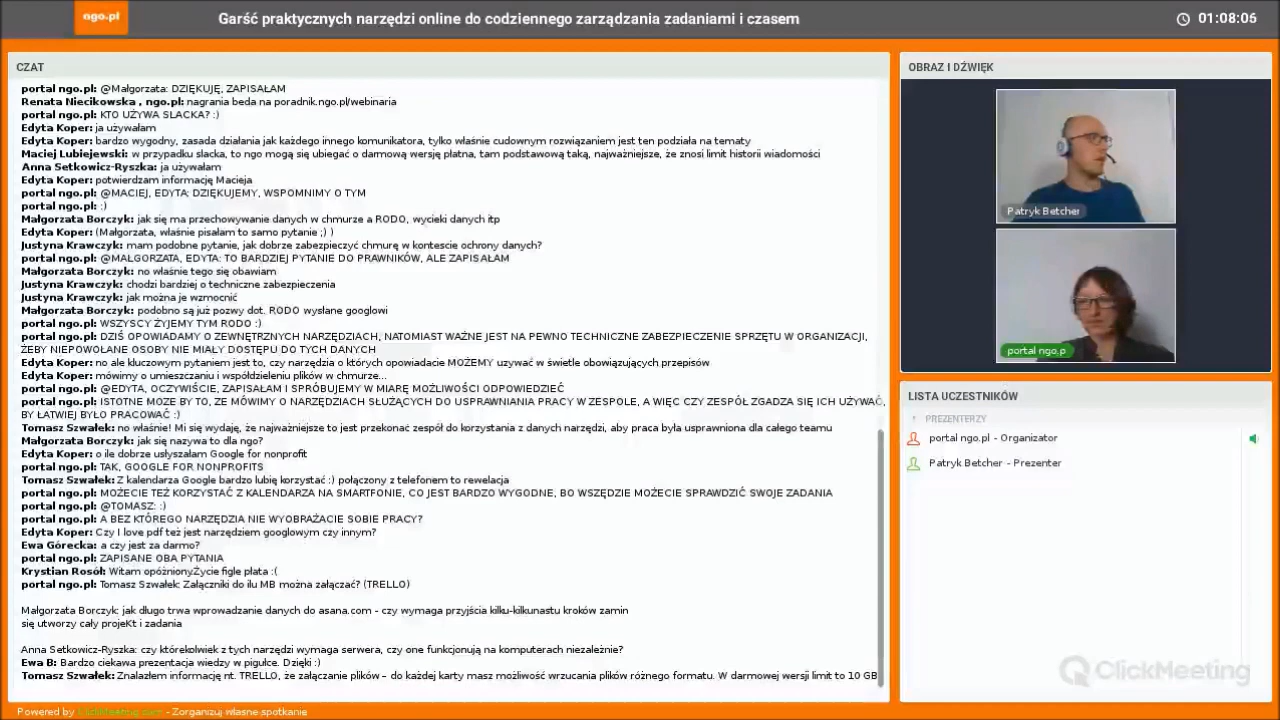 ngo.pl
Garść praktycznych narzędzi online do codziennego zarządzania zadaniami i czasem
01:08:06
CZAT
portal ngo.pl: @Małgorzata: DZIĘKUJĘ, ZAPISAŁAM
Renata Niecikowska , ngo.pl: nagrania beda na poradnik.ngo.pl/webinaria
portal ngo.pl: KTO UŻYWA SLACKA? :)
Edyta Koper: ja używałam
Edyta Koper: bardzo wygodny, zasada działania jak każdego innego komunikatora, tylko właśnie cudownym rozwiązaniem jest ten podziała na tematy
Maciej Lubiejewski: w przypadku slacka, to ngo mogą się ubiegać o darmową wersję płatna, tam podstawową taką, najważniejsze, że znosi limit historii wiadomości
Anna Setkowicz-Ryszka: ja używałam
Edyta Koper: potwierdzam informację Macieja
portal ngo.pl: @MACIEJ, EDYTA: DZIĘKUJEMY, WSPOMNIMY O TYM
portal ngo.pl: :)
Małgorzata Borczyk: jak się ma przechowywanie danych w chmurze a RODO, wycieki danych itp
Edyta Koper: (Małgorzata, właśnie pisałam to samo pytanie ;) )
Justyna Krawczyk: mam podobne pytanie, jak dobrze zabezpieczyć chmurę w kontescie ochrony danych?
portal ngo.pl: @MAŁGORZATA, EDYTA: TO BARDZIEJ PYTANIE DO PRAWNIKÓW, ALE ZAPISAŁAM
Małgorzata Borczyk: no właśnie tego się obawiam
Justyna Krawczyk: chodzi bardziej o techniczne zabezpieczenia
Justyna Krawczyk: jak można je wzmocnić
Małgorzata Borczyk: podobno są już pozwy dot. RODO wysłane googlowi
portal ngo.pl: WSZYSCY ŻYJEMY TYM RODO :)
portal ngo.pl: DZIŚ OPOWIADAMY O ZEWNĘTRZNYCH NARZĘDZIACH, NATOMIAST WAŻNE JEST NA PEWNO TECHNICZNE ZABEZPIECZENIE SPRZĘTU W ORGANIZACJI,
ŻEBY NIEPOWOŁANE OSOBY NIE MIAŁY DOSTĘPU DO TYCH DANYCH
Edyta Koper: no ale kluczowym pytaniem jest to, czy narzędzia o których opowiadacie MOŻEMY uzywać w świetle obowiązujących przepisów
Edyta Koper: mówimy o umieszczaniu i współdzieleniu plików w chmurze...
portal ngo.pl: @EDYTA, OCZYWIŚCIE, ZAPISAŁAM I SPRÓBUJEMY W MIARĘ MOŻLIWOŚCI ODPOWIEDZIEĆ
portal ngo.pl: ISTOTNE MOZE BY TO, ZE MÓWIMY O NARZĘDZIACH SŁUŻĄCYCH DO USPRAWNIANIA PRACY W ZESPOLE, A WIĘC CZY ZESPÓŁ ZGADZA SIĘ ICH UŻYWAĆ,
BY ŁATWIEJ BYŁO PRACOWAĆ :)
Tomasz Szwałek: no właśnie! Mi się wydaję, że najważniejsze to jest przekonać zespół do korzystania z danych narzędzi, aby praca była usprawniona dla całego teamu
Małgorzata Borczyk: jak się nazywa to dla ngo?
Edyta Koper: o ile dobrze usłyszałam Google for nonprofit
portal ngo.pl: TAK, GOOGLE FOR NONPROFITS
Tomasz Szwałek: Z kalendarza Google bardzo lubię korzystać :) połączony z telefonem to rewelacja
portal ngo.pl: MOŻECIE TEŻ KORZYSTAĆ Z KALENDARZA NA SMARTFONIE, CO JEST BARDZO WYGODNE, BO WSZĘDZIE MOŻECIE SPRAWDZIĆ SWOJE ZADANIA
portal ngo.pl: @TOMASZ: :)
portal ngo.pl: A BEZ KTÓREGO NARZĘDZIA NIE WYOBRAŻACIE SOBIE PRACY?
Edyta Koper: Czy I love pdf też jest narzędziem googlowym czy innym?
Ewa Górecka: a czy jest za darmo?
portal ngo.pl: ZAPISANE OBA PYTANIA
Krystian Rosół: Witam opóżnionyŻycie figle płata :(
portal ngo.pl: Tomasz Szwałek: Załączniki do ilu MB można załączać? (TRELLO)
Małgorzata Borczyk: jak długo trwa wprowadzanie danych do asana.com - czy wymaga przyjścia kilku-kilkunastu kroków zamin
się utworzy cały projeKt i zadania
Anna Setkowicz-Ryszka: czy którekolwiek z tych narzędzi wymaga serwera, czy one funkcjonują na komputerach niezależnie?
Ewa B: Bardzo ciekawa prezentacja wiedzy w pigułce. Dzięki :)
Tomasz Szwałek: Znalazłem informację nt. TRELLO, że załączanie plików – do każdej karty masz możliwość wrzucania plików różnego formatu. W darmowej wersji limit to 10 GB
OBRAZ I DŹWIĘK
Patryk Betcher
portal ngo.p
LISTA UCZESTNIKÓW
PREZENTERZY
portal ngo.pl - Organizator
Patryk Betcher - Prezenter
ClickMeeting
Powered by ClickMeeting.com - Zorganizuj własne spotkanie